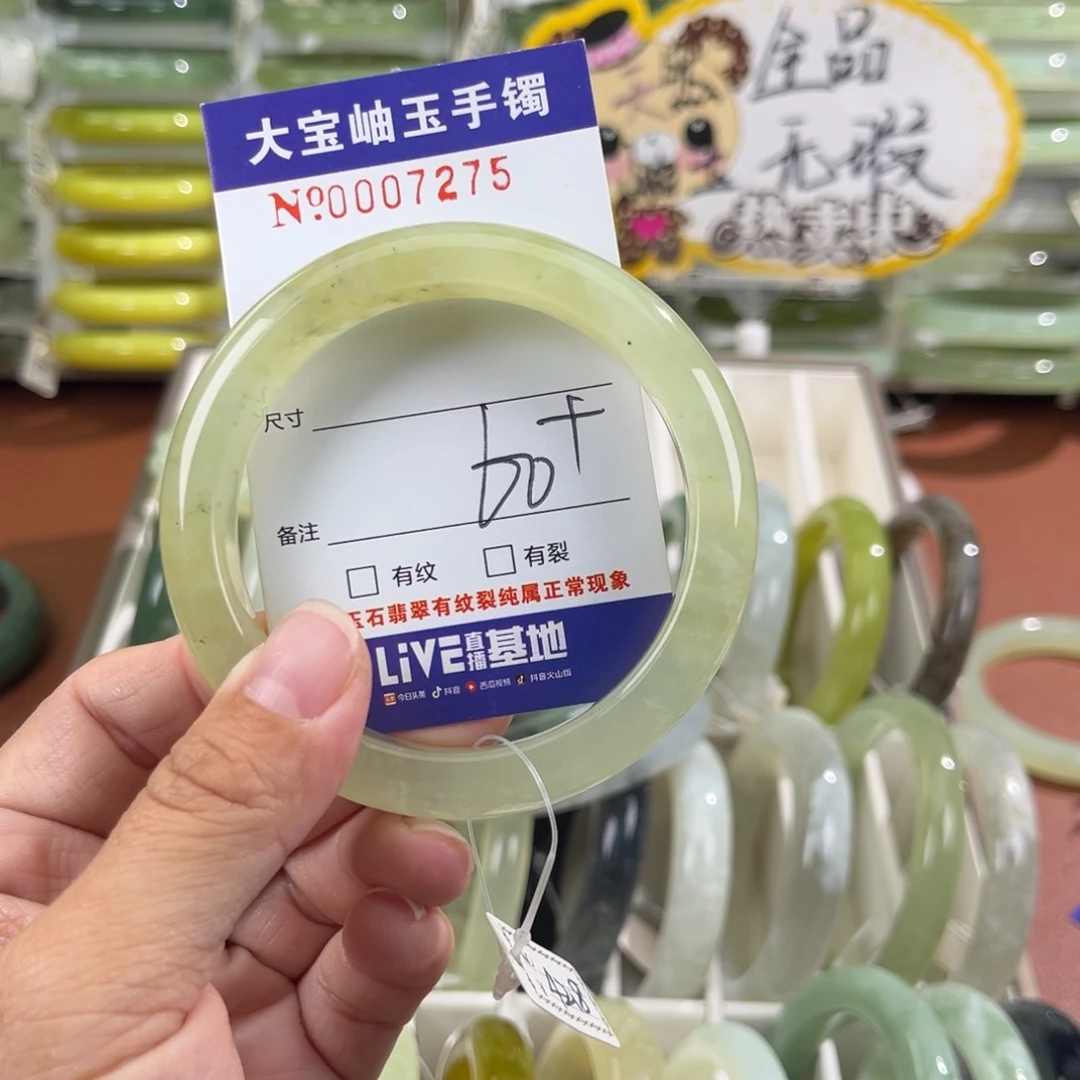 大宝岫玉手镯
№0007275
全品
无瑕
尺寸
备注
有纹 有裂
玉石翡翠有纹裂纯属正常现象
LiVE直播基地
今日头条 抖音 西瓜视频 抖音火山版